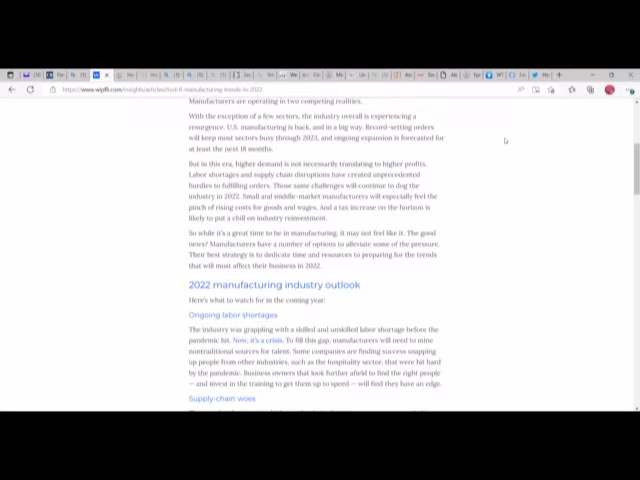 https://www.wipfli.com/insights/articles/tool-fi-manufacturing-trends-in-2022
Manufacturers are operating in two competing realities.
With the exception of a few sectors, the industry overall is experiencing a
resurgence. U.S. manufacturing is back, and in a big way. Record-setting orders
will keep most sectors busy through 2023, and ongoing expansion is forecasted for
at least the next 18 months.
But in this era, higher demand is not necessarily translating to higher profits.
Labor shortages and supply chain disruptions have created unprecedented
hurdles to fulfilling orders. Those same challenges will continue to dog the
industry in 2022. Small and middle-market manufacturers will especially feel the
pinch of rising costs for goods and wages. And a tax increase on the horizon is
likely to put a chill on industry reinvestment.
So while it's a great time to be in manufacturing, it may not feel like it. The good
news? Manufacturers have a number of options to alleviate some of the pressure.
Their best strategy is to dedicate time and resources to preparing for the trends
that will most affect their business in 2022.
2022 manufacturing industry outlook
Here's what to watch for in the coming year:
Ongoing labor shortages
The industry was grappling with a skilled and unskilled labor shortage before the
pandemic hit. Now, it's a crisis. To fill this gap, manufacturers will need to mine
nontraditional sources for talent. Some companies are finding success snapping
up people from other industries, such as the hospitality sector, that were hit hard
by the pandemic. Business owners that look further afield to find the right people
— and invest in the training to get them up to speed — will find they have an edge.
Supply-chain woes